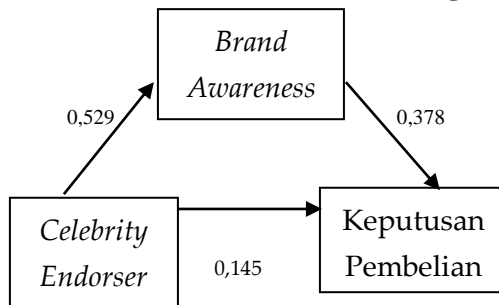 Brand
Awareness
0,529
0,378
Celebrity
Endorser
0,145
Keputusan
Pembelian